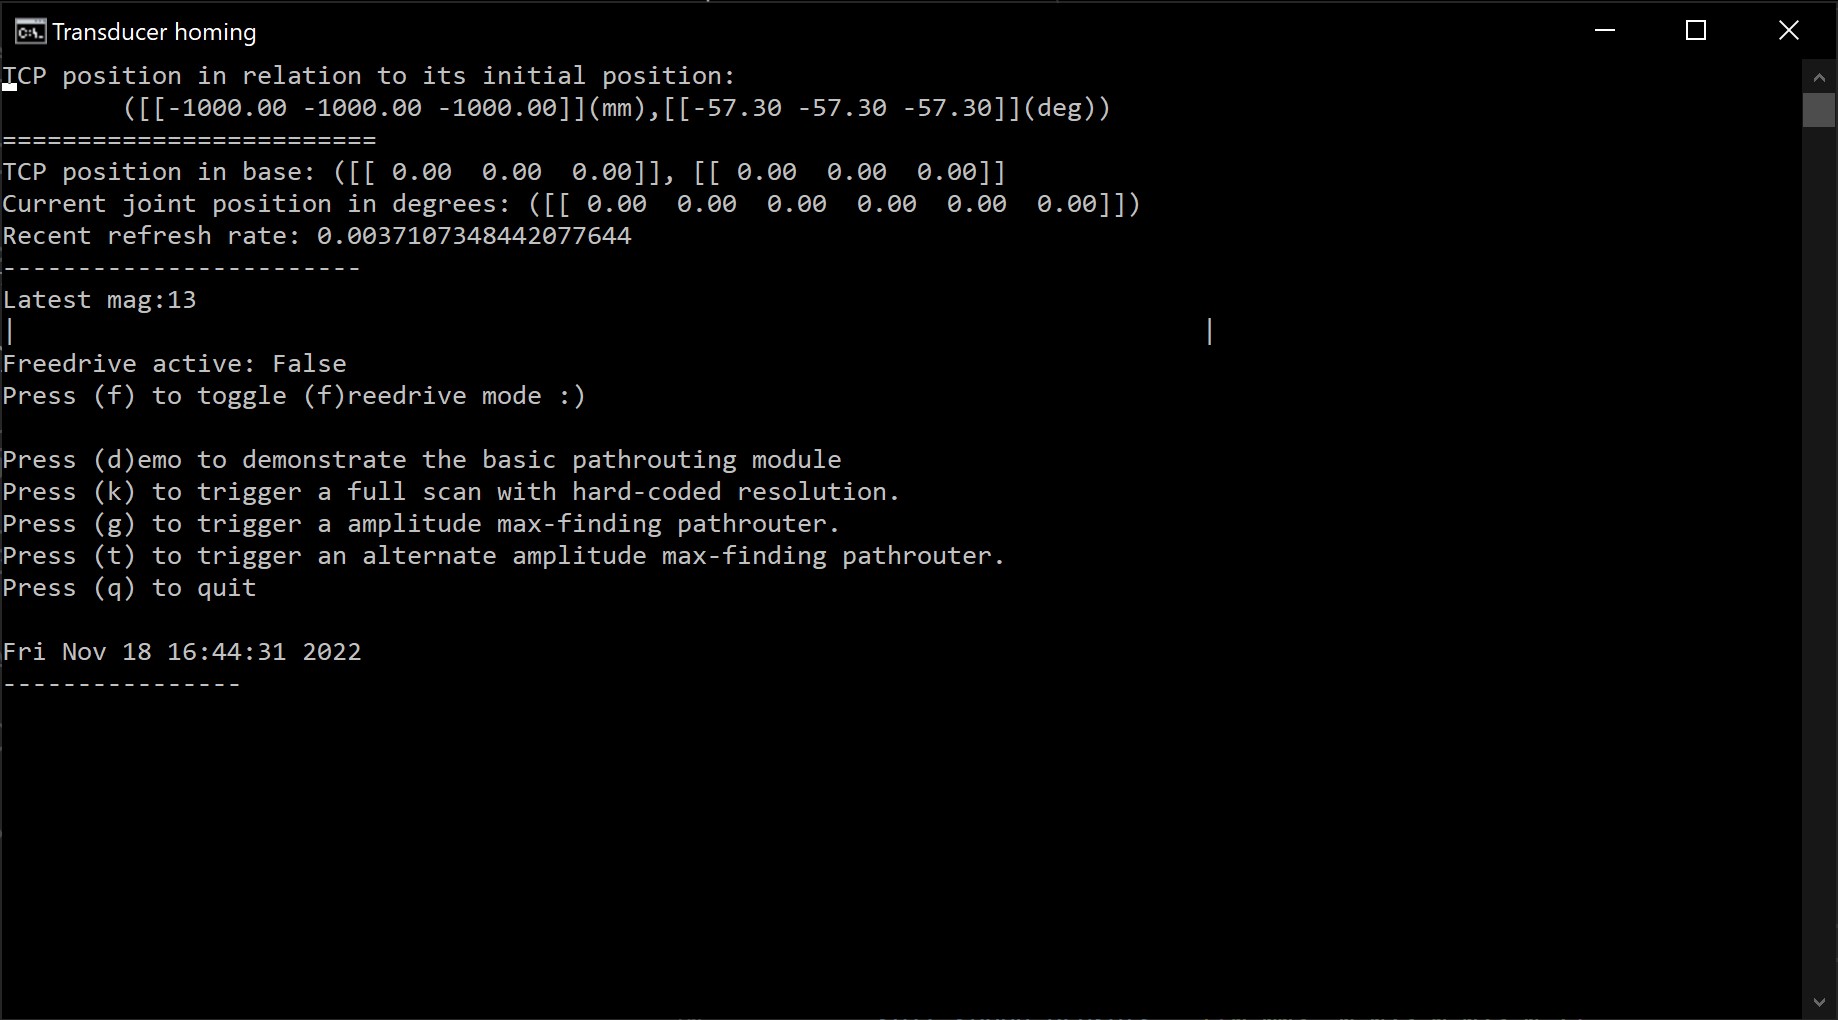 Transducer homing
TCP position in relation to its initial position:
([[-1000.00 -1000.00 -1000.00]](mm),[[-57.30 -57.30 -57.30]](deg))
=========================
TCP position in base: ([[ 0.00  0.00  0.00]], [[ 0.00  0.00  0.00]]
Current joint position in degrees: ([[ 0.00  0.00  0.00  0.00  0.00  0.00]])
Recent refresh rate: 0.0037107348442077644
------------------------
Latest mag:13
|                                                                               |
Freedrive active: False
Press (f) to toggle (f)reedrive mode :)
Press (d)emo to demonstrate the basic pathrouting module
Press (k) to trigger a full scan with hard-coded resolution.
Press (g) to trigger a amplitude max-finding pathrouter.
Press (t) to trigger an alternate amplitude max-finding pathrouter.
Press (q) to quit
Fri Nov 18 16:44:31 2022
----------------